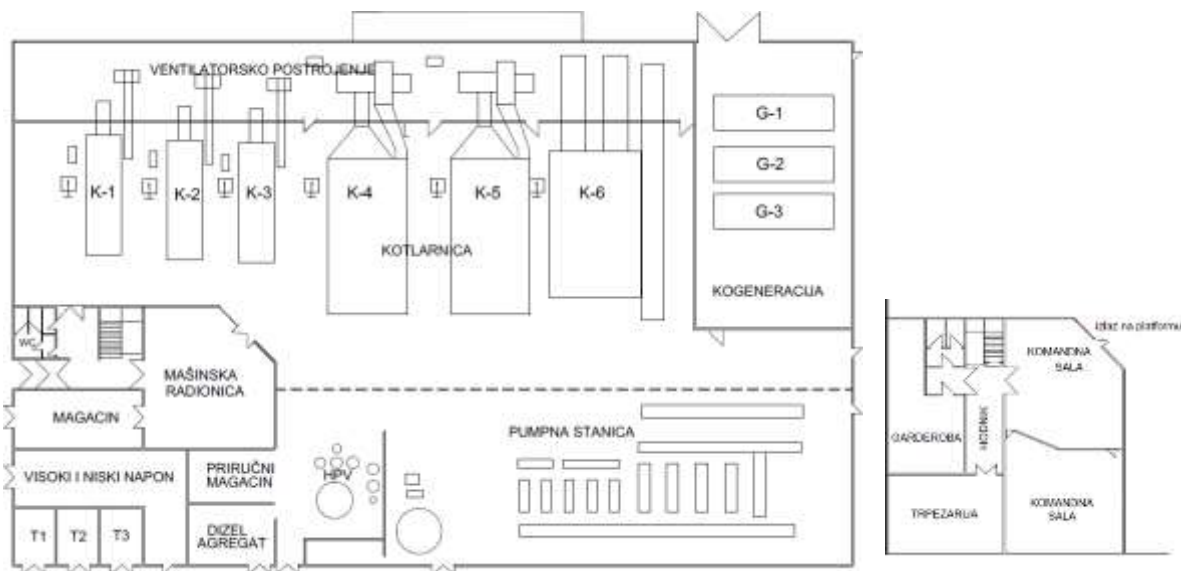 VENTILATORSKO POSTROJENJE
G-1
G-2
G-3
K-1
K-2
K-3
K-4
K-5
K-6
KOTLARNICA
KOGENERACIJA
WC
MAŠINSKA
RADIONICA
MAGACIN
PUMPNA STANICA
VISOKI I NISKI NAPON
PRIRUČNI
MAGACIN
HPV
T1
T2
T3
DIZEL
AGREGAT
izlaz na platformu
KOMANDNA
SALA
GARDEROBA
HODNIK
TRPEZARIJA
KOMANDNA
SALA